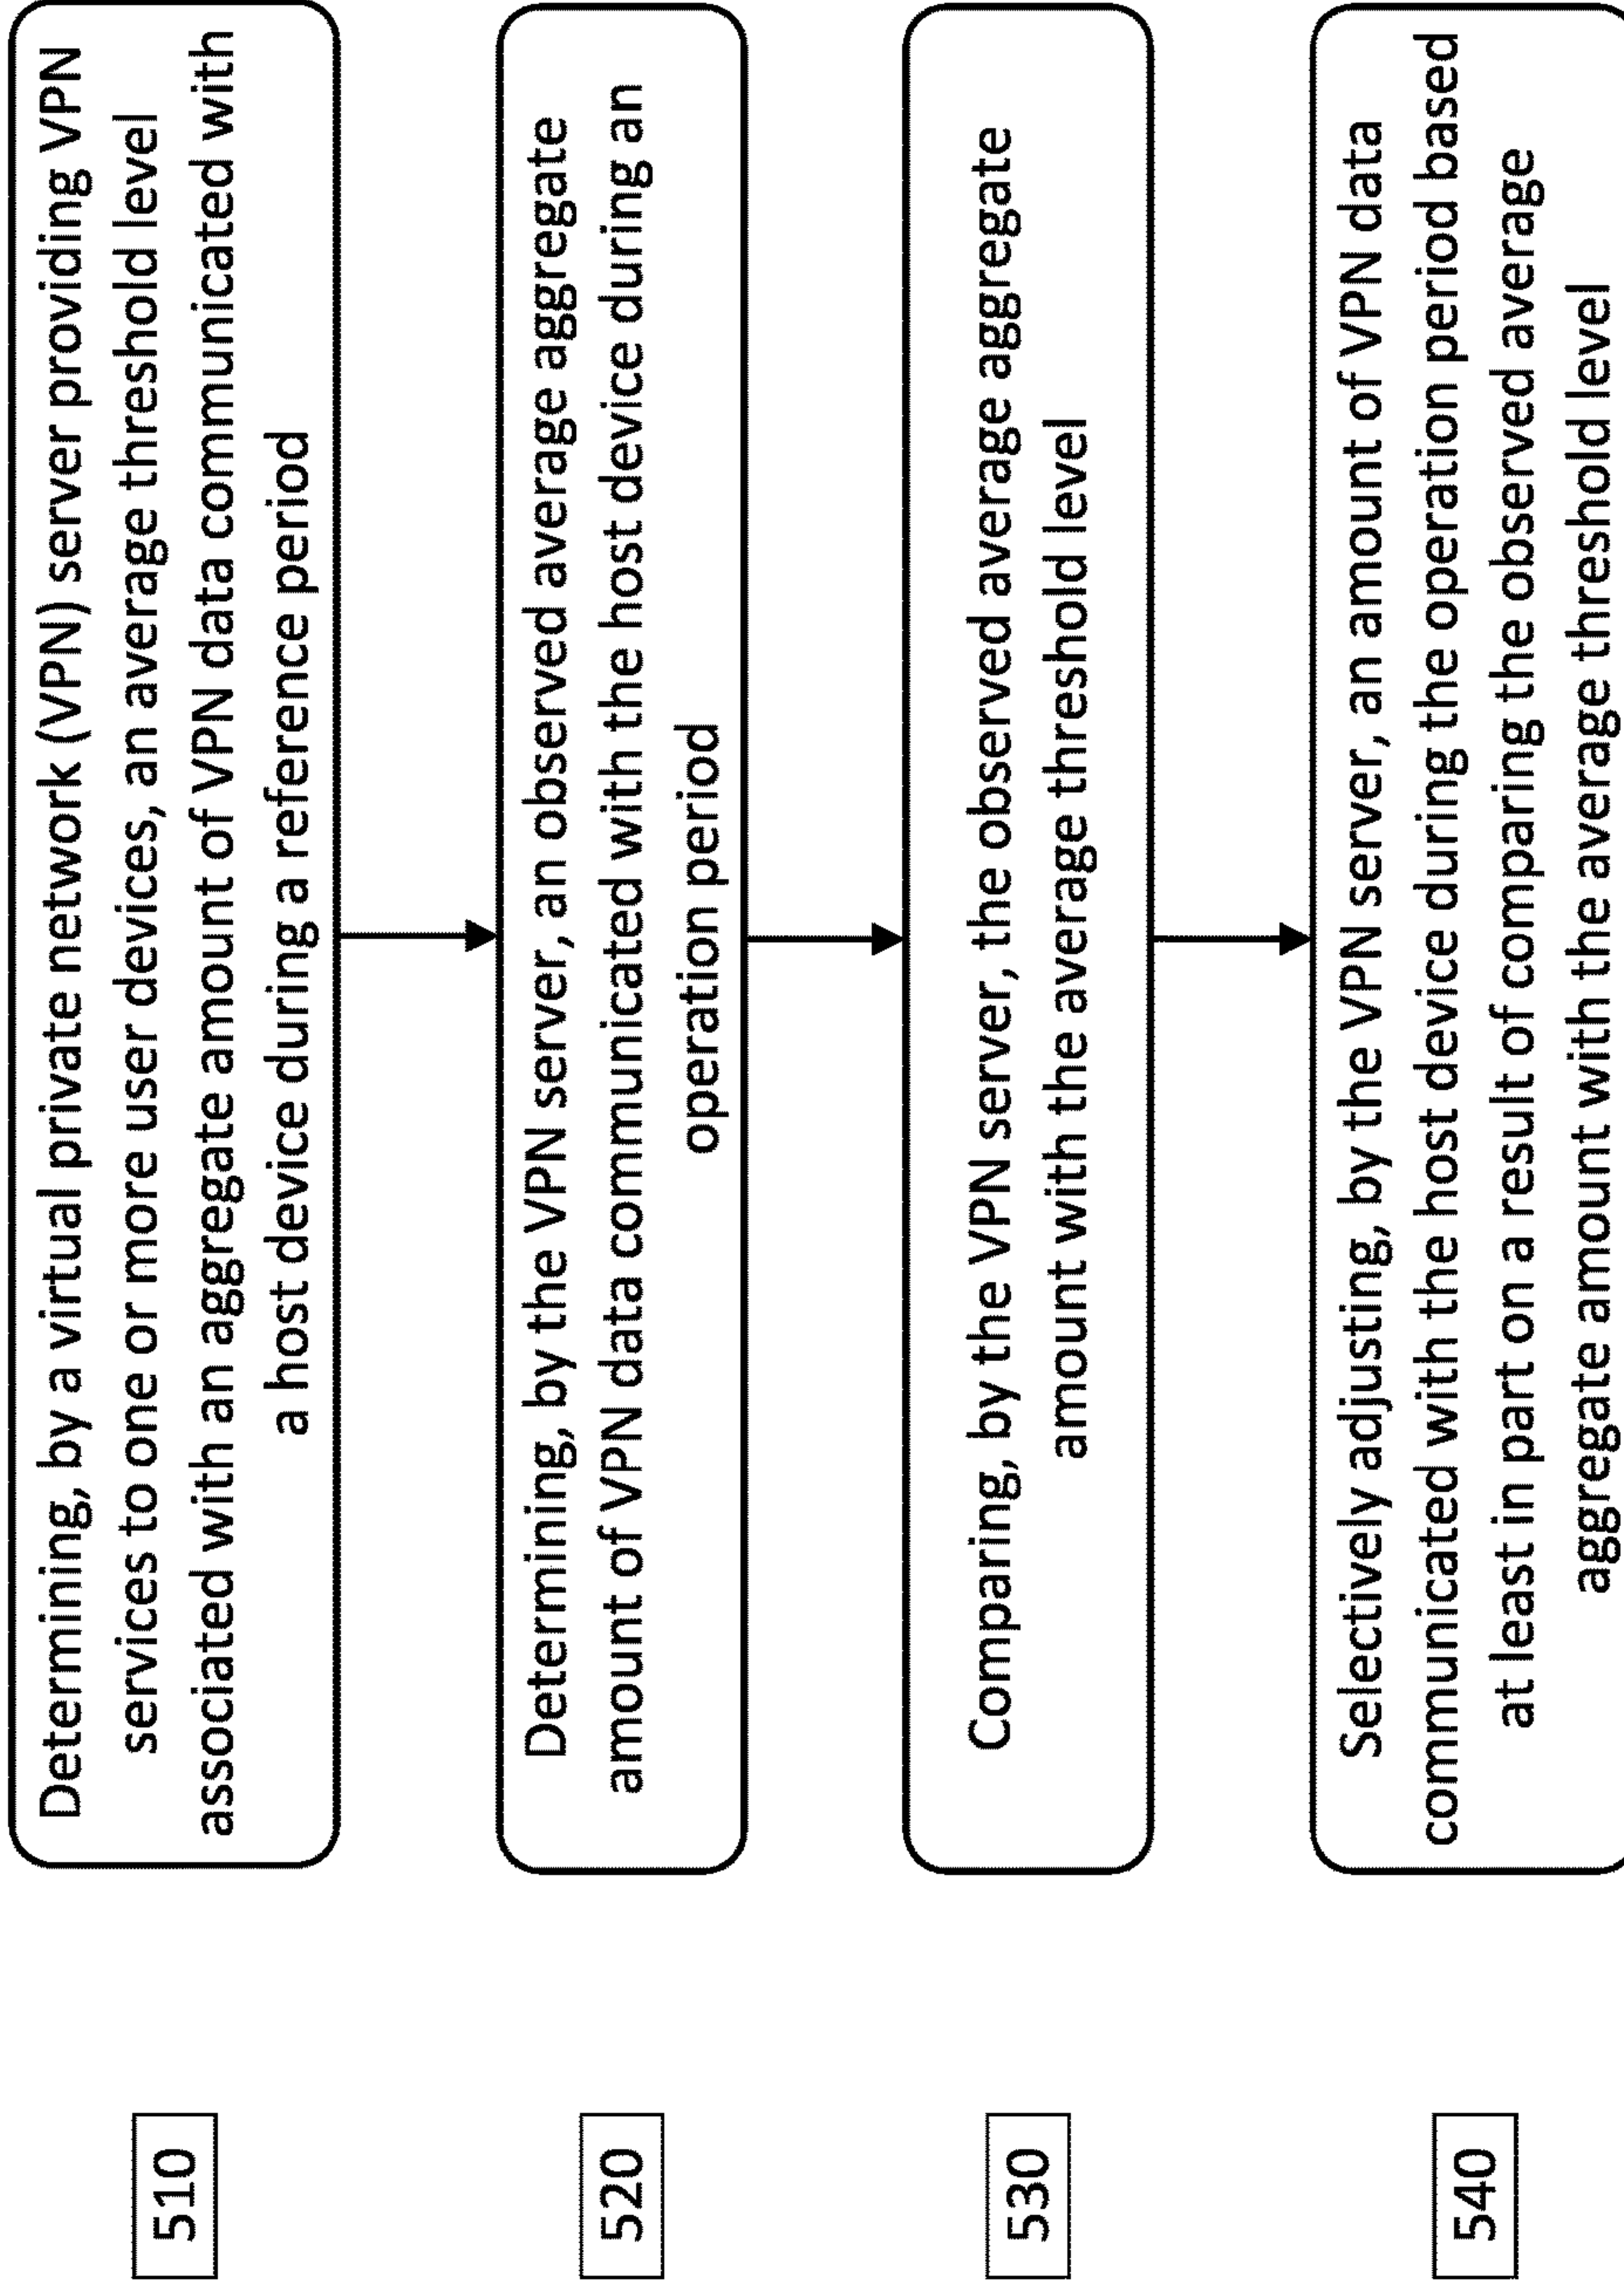 510
Determining, by a virtual private network (VPN) server providing VPN
services to one or more user devices, an average threshold level
associated with an aggregate amount of VPN data communicated with
a host device during a reference period
520
Determining, by the VPN server, an observed average aggregate
amount of VPN data communicated with the host device during an
operation period
530
Comparing, by the VPN server, the observed average aggregate
amount with the average threshold level
540
Selectively adjusting, by the VPN server, an amount of VPN data
communicated with the host device during the operation period based
at least in part on a result of comparing the observed average
aggregate amount with the average threshold level